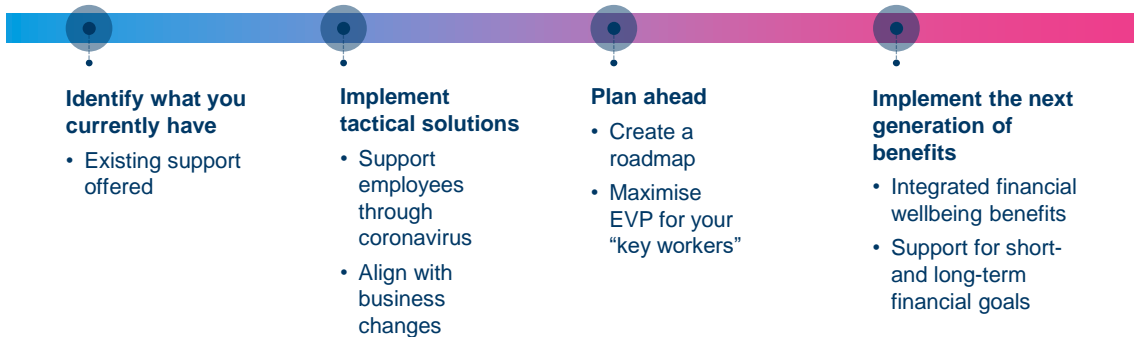 Identify what you
currently have
• Existing support
offered
Implement
tactical solutions
• Support
employees
through
coronavirus
• Align with
business
changes
Plan ahead
• Create a
roadmap
• Maximise
EVP for your
“key workers”
Implement the next
generation of
benefits
• Integrated financial
wellbeing benefits
• Support for short-
and long-term
financial goals